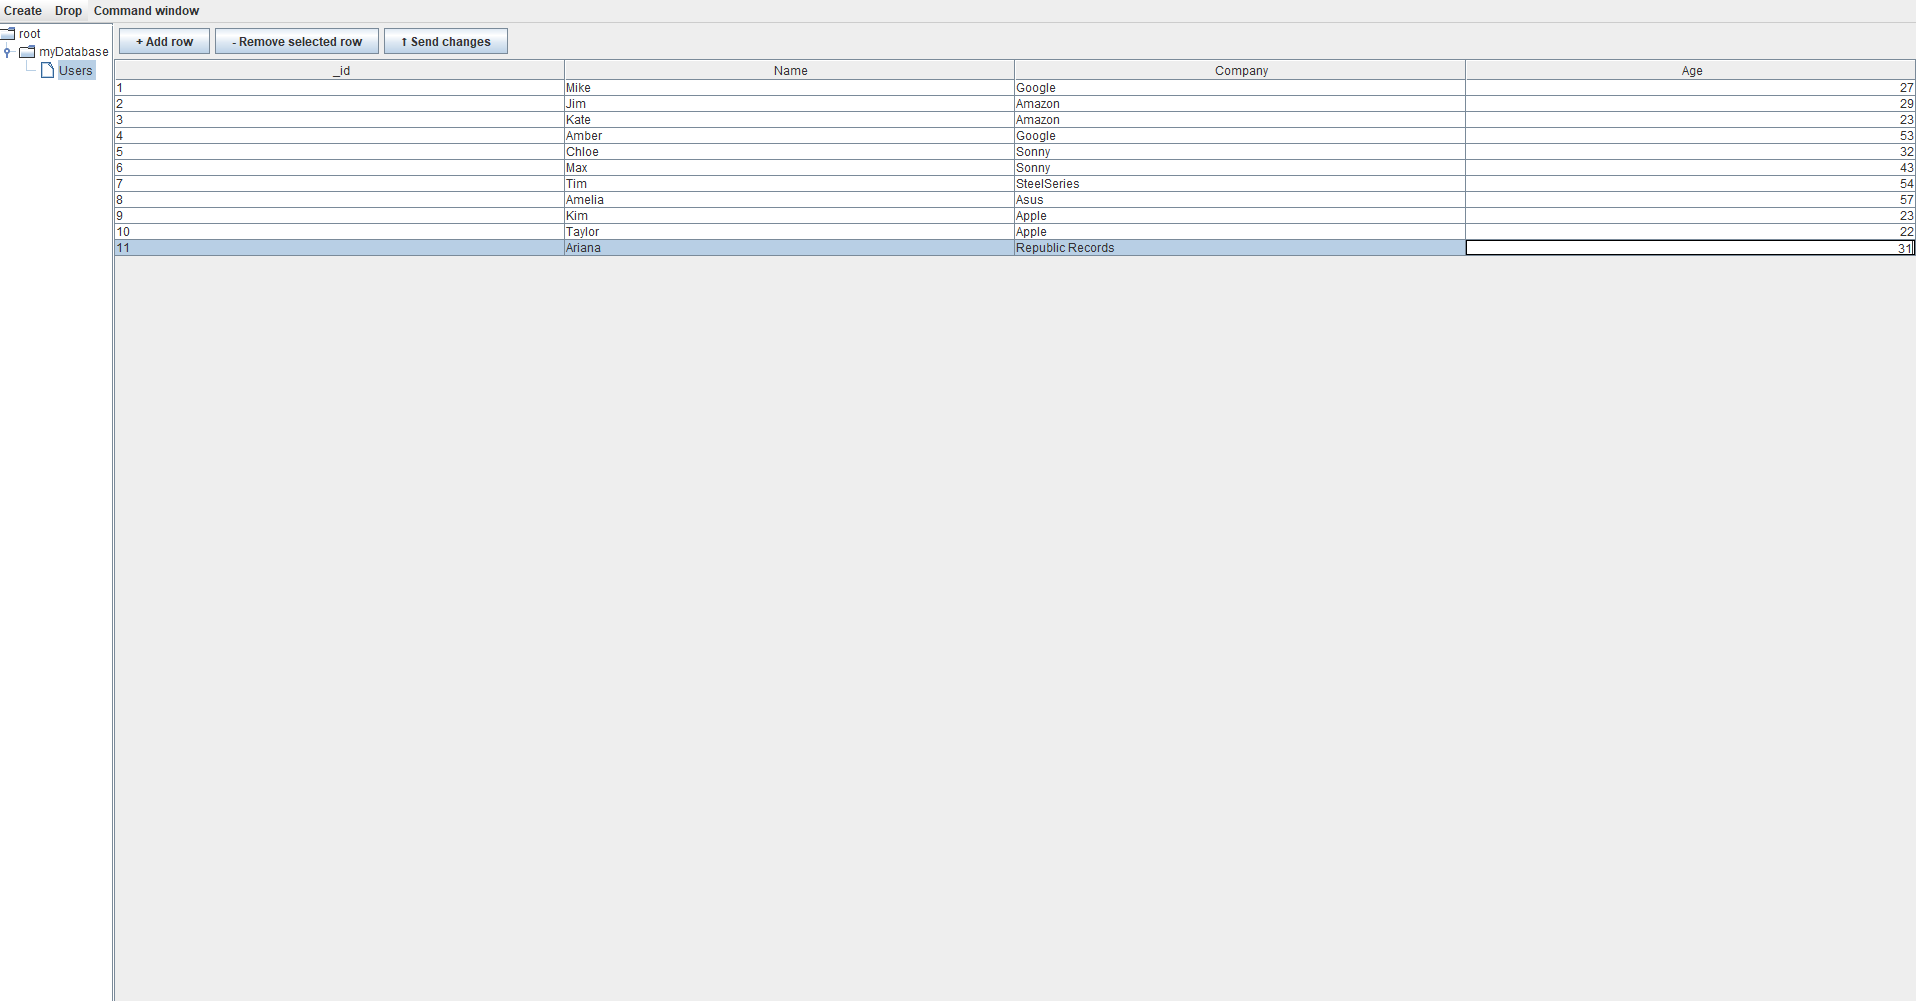 Create Drop Command window
root
myDatabase
Users
+ Add row - Remove selected row ↑ Send changes
_id Name Company Age
1 Mike Google 27
2 Jim Amazon 29
3 Kate Amazon 23
4 Amber Google 53
5 Chloe Sonny 32
6 Max Sonny 43
7 Tim SteelSeries 54
8 Amelia Asus 57
9 Kim Apple 23
10 Taylor Apple 22
11 Ariana Republic Records 31